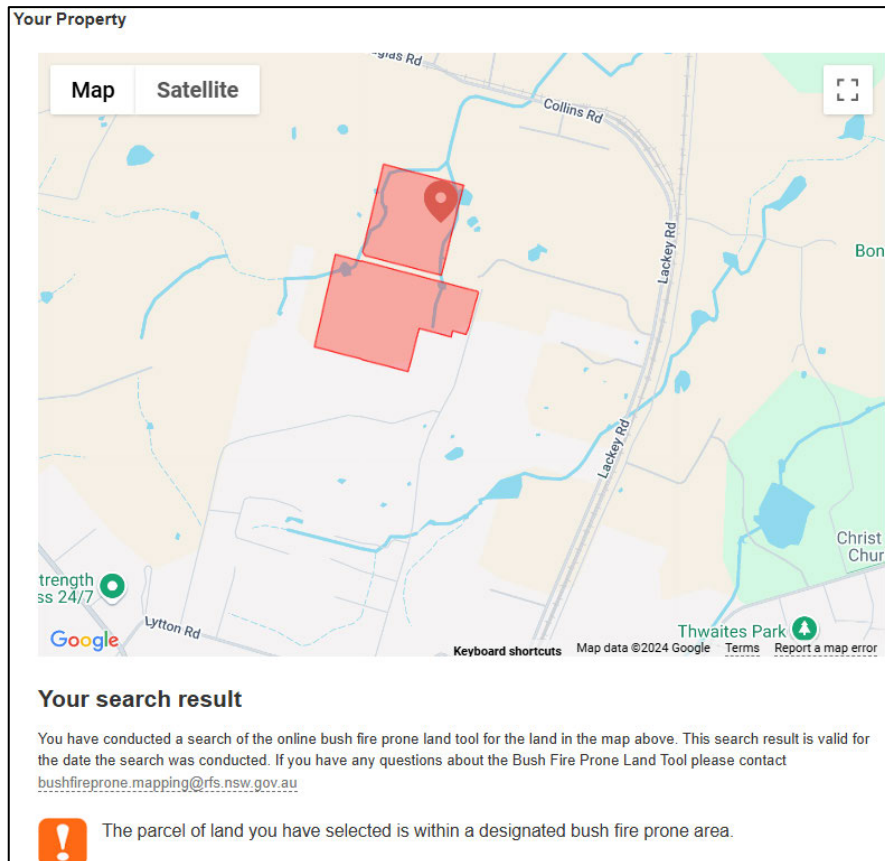 Your Property
Map
Satellite
glas Rd
Collins Rd
Lackey Rd
Bon
Lackey Rd
Christ
Chur
trength
ss 24/7
Lytton Rd
Thwaites Park
Google
Keyboard shortcuts
Map data ©2024 Google
Terms
Report a map error
Your search result
You have conducted a search of the online bush fire prone land tool for the land in the map above. This search result is valid for
the date the search was conducted. If you have any questions about the Bush Fire Prone Land Tool please contact
bushfireprone.mapping@rfs.nsw.gov.au
!
The parcel of land you have selected is within a designated bush fire prone area.